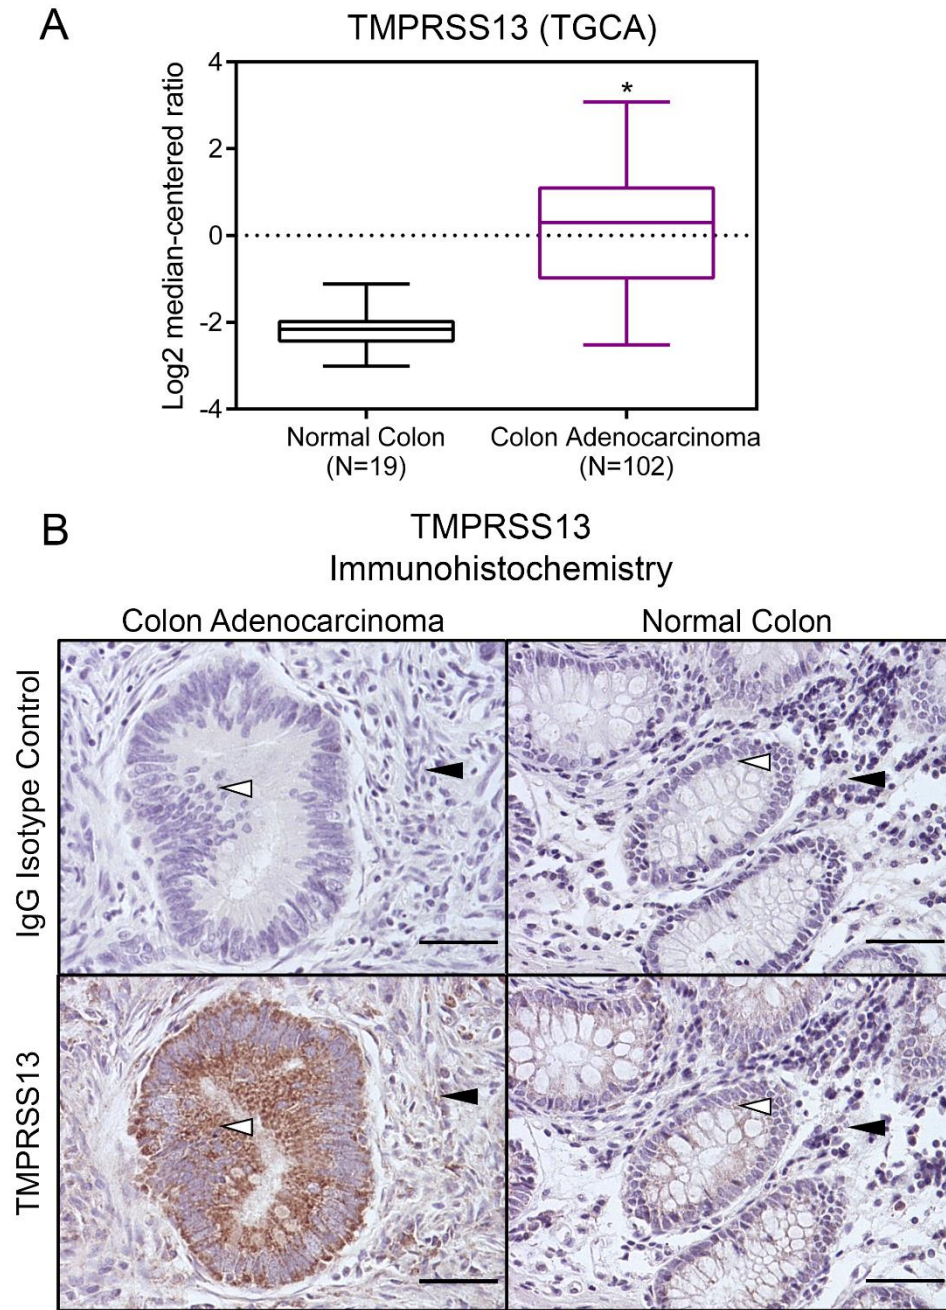 A
TMPRSS13 (TGCA)
Log2 median-centered ratio
4
2
0
-2
-4
*
Normal Colon
(N=19)
Colon Adenocarcinoma
(N=102)
B
TMPRSS13
Immunohistochemistry
Colon Adenocarcinoma
Normal Colon
IgG Isotype Control
TMPRSS13